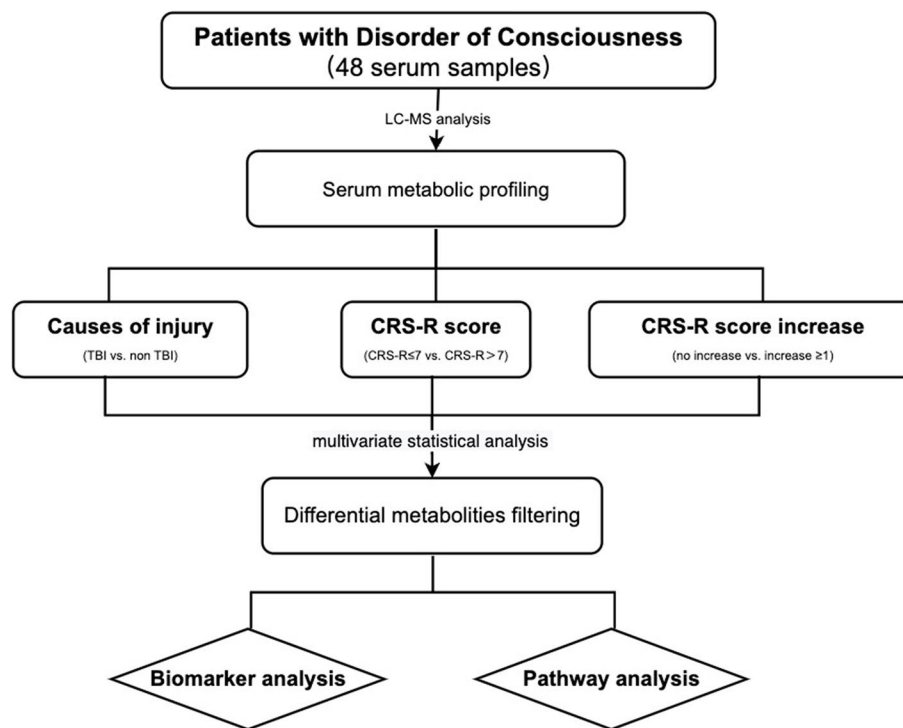 Patients with Disorder of Consciousness
(48 serum samples)
LC-MS analysis
Serum metabolic profiling
Causes of injury
(TBI vs. non TBI)
CRS-R score
(CRS-R≤7 vs. CRS-R＞7)
CRS-R score increase
(no increase vs. increase ≥1)
multivariate statistical analysis
Differential metabolities filtering
Biomarker analysis
Pathway analysis